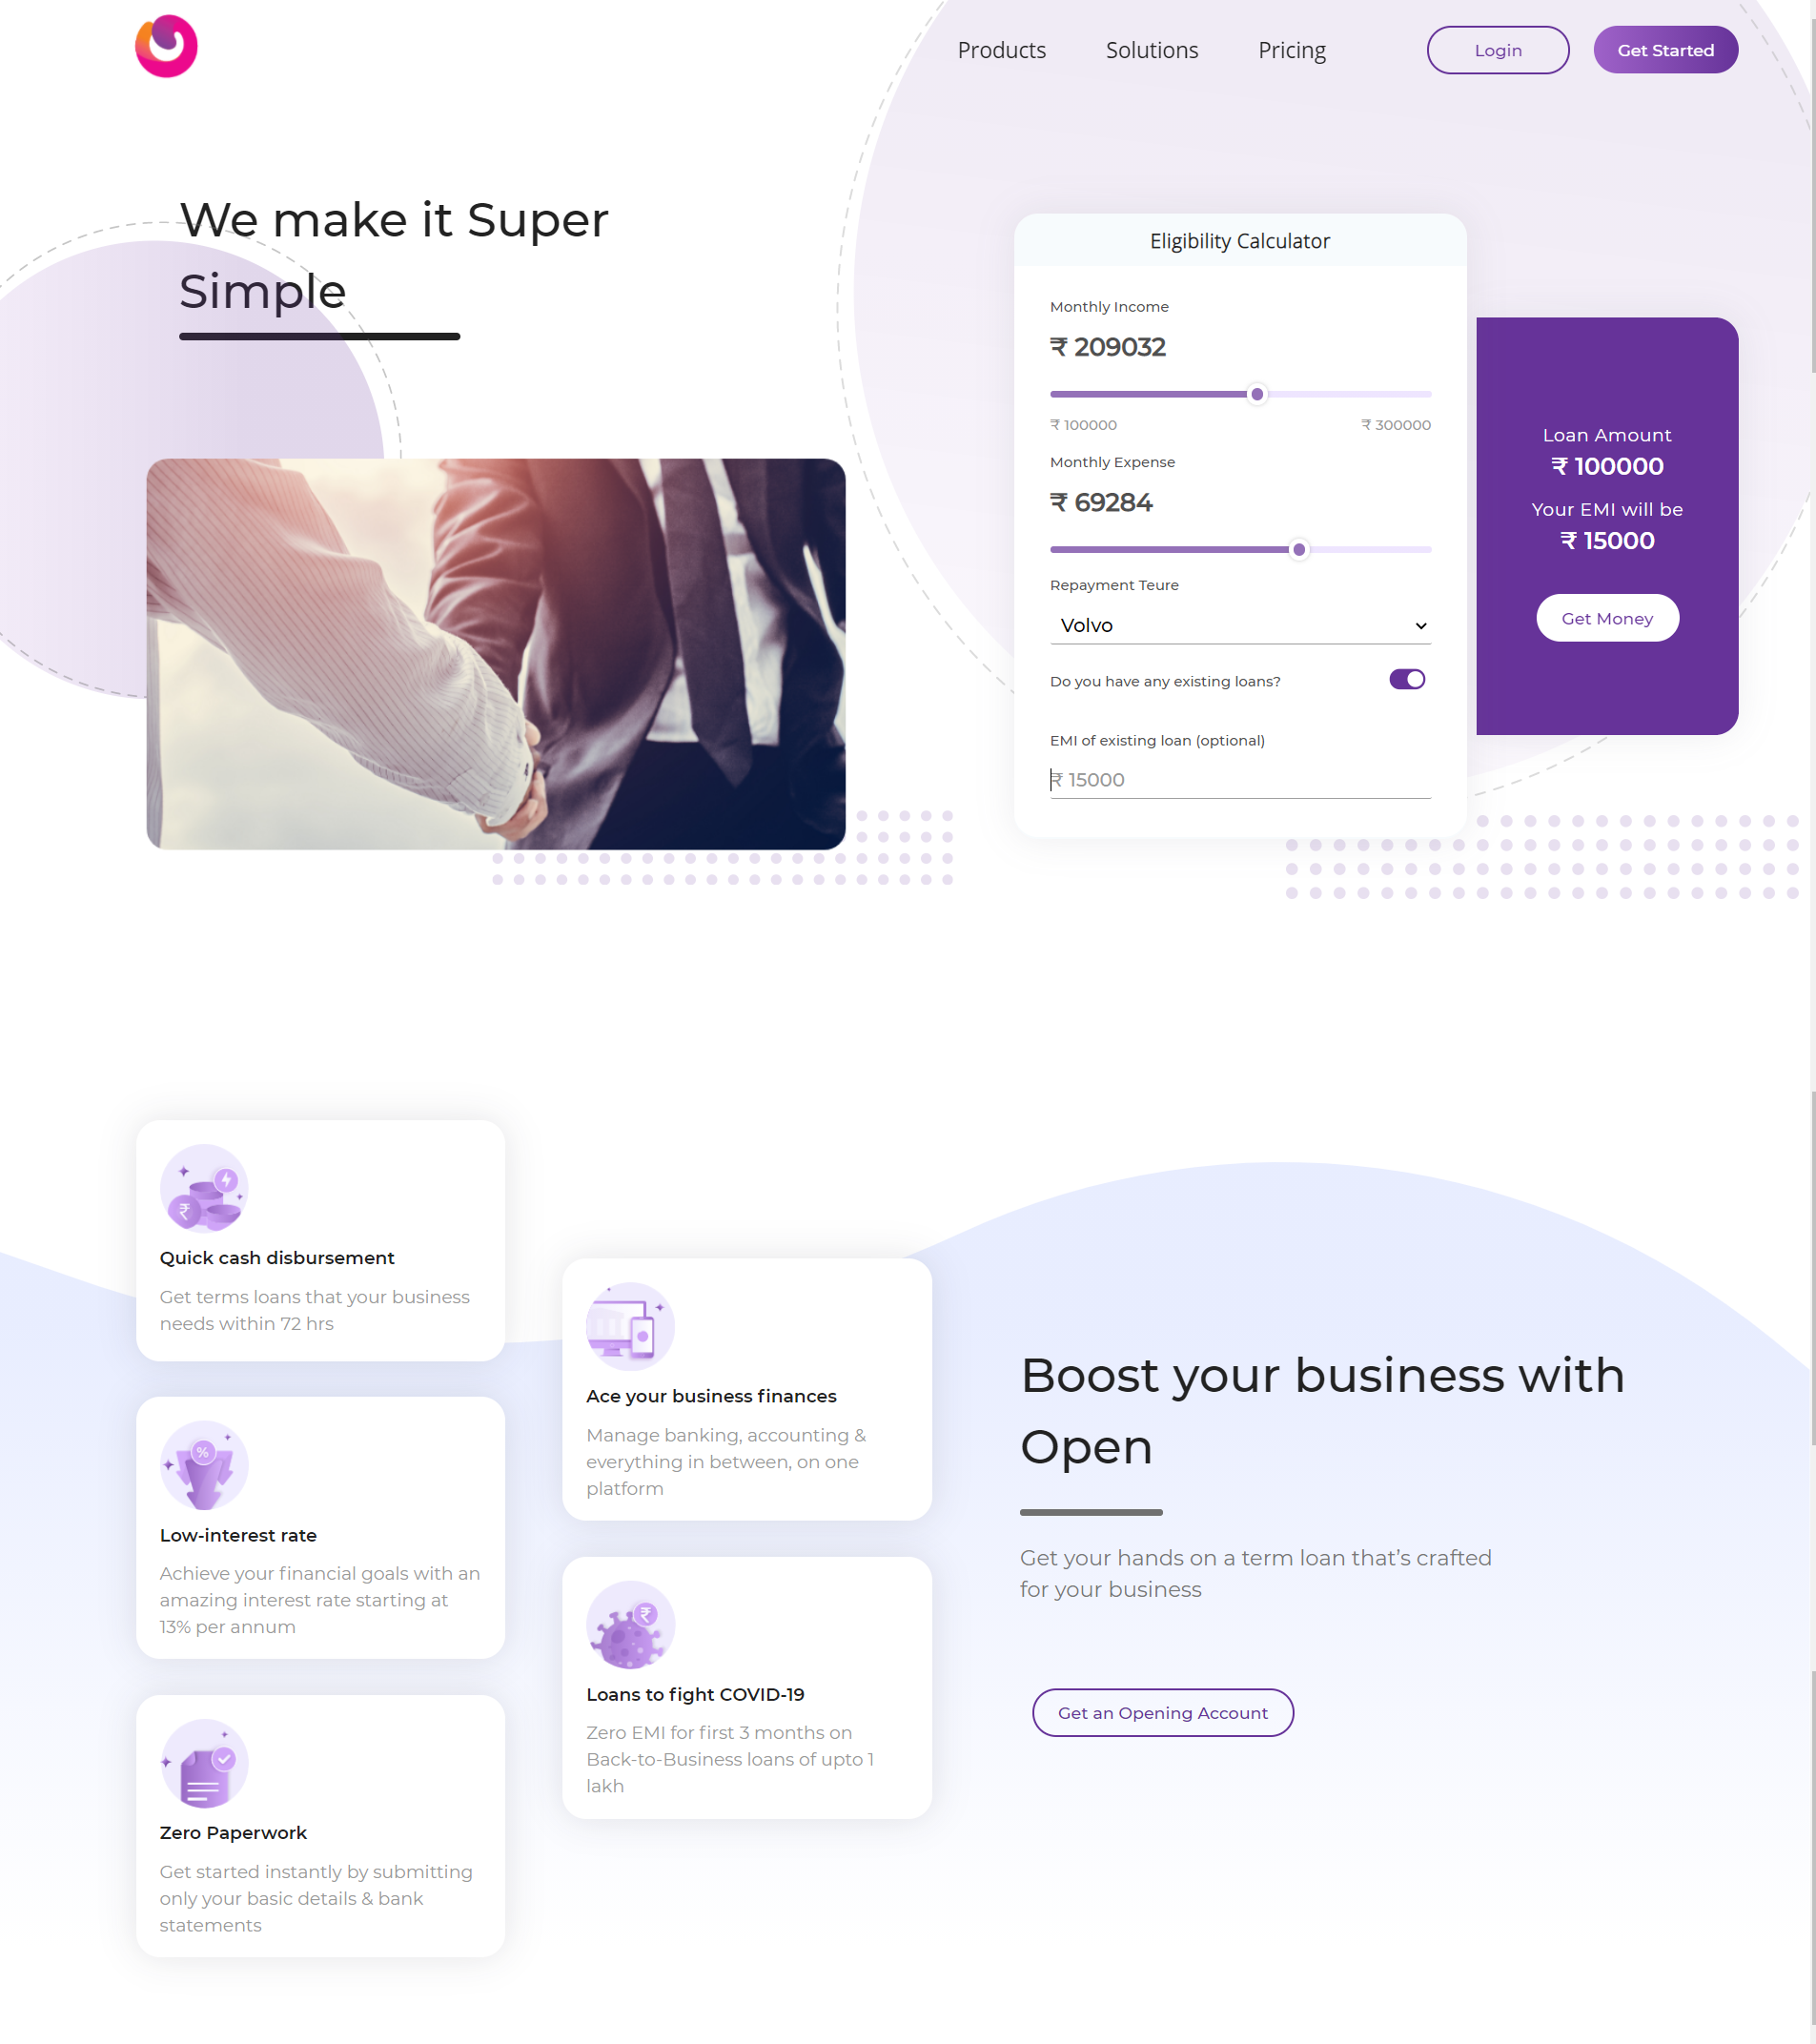 Products
Solutions
Pricing
Login
Get Started
We make it Super
Simple
Eligibility Calculator
Monthly Income
₹ 209032
₹ 100000
₹ 300000
Monthly Expense
₹ 69284
Repayment Teure
Volvo
Do you have any existing loans?
EMI of existing loan (optional)
₹ 15000
Loan Amount
₹ 100000
Your EMI will be
₹ 15000
Get Money
Quick cash disbursement
Get terms loans that your business
needs within 72 hrs
Low-interest rate
Achieve your financial goals with an
amazing interest rate starting at
13% per annum
Zero Paperwork
Get started instantly by submitting
only your basic details & bank
statements
Ace your business finances
Manage banking, accounting &
everything in between, on one
platform
Loans to fight COVID-19
Zero EMI for first 3 months on
Back-to-Business loans of upto 1
lakh
Boost your business with
Open
Get your hands on a term loan that’s crafted
for your business
Get an Opening Account